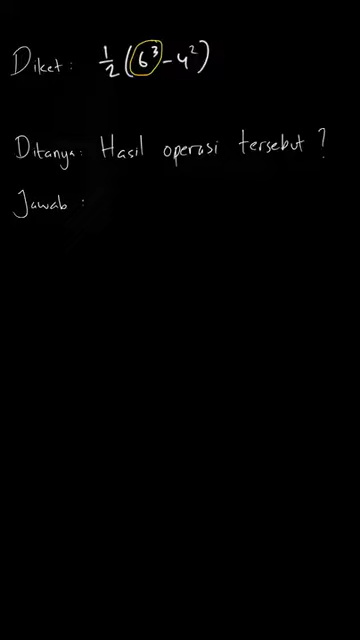 Diket: 1/2 (6³ - 4²)
Ditanya: Hasil operasi tersebut?
Jawab: